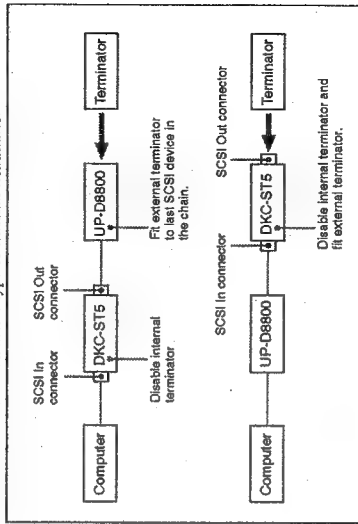 SCSI In
connector
SCSI Out
connector
Computer
DKC-ST5
UP-D8800
Terminator
Disable internal
terminator
Fit external terminator
to last SCSI device in
the chain.
SCSI In connector
SCSI Out connector
Computer
UP-D8800
DKC-ST5
Terminator
Disable internal terminator and
fit external terminator.